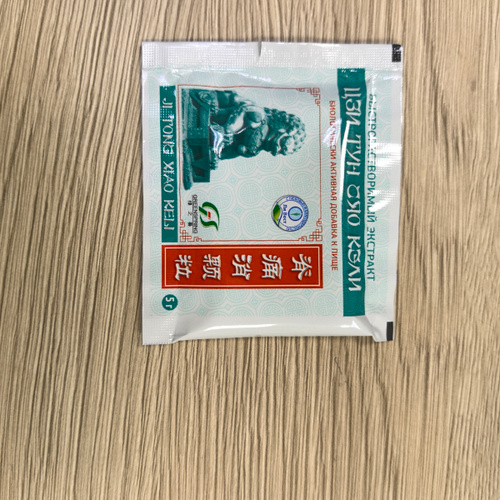 БЫСТРОРАСТВОРИМЫЙ ЭКСТРАКТ
ЦЗИ ТУН СЯО КЭЛИ
БИОЛОГИЧЕСКИ АКТИВНАЯ ДОБАВКА К ПИЩЕ
脊痛消颗粒
JI TONG XIAO KELI
5 г